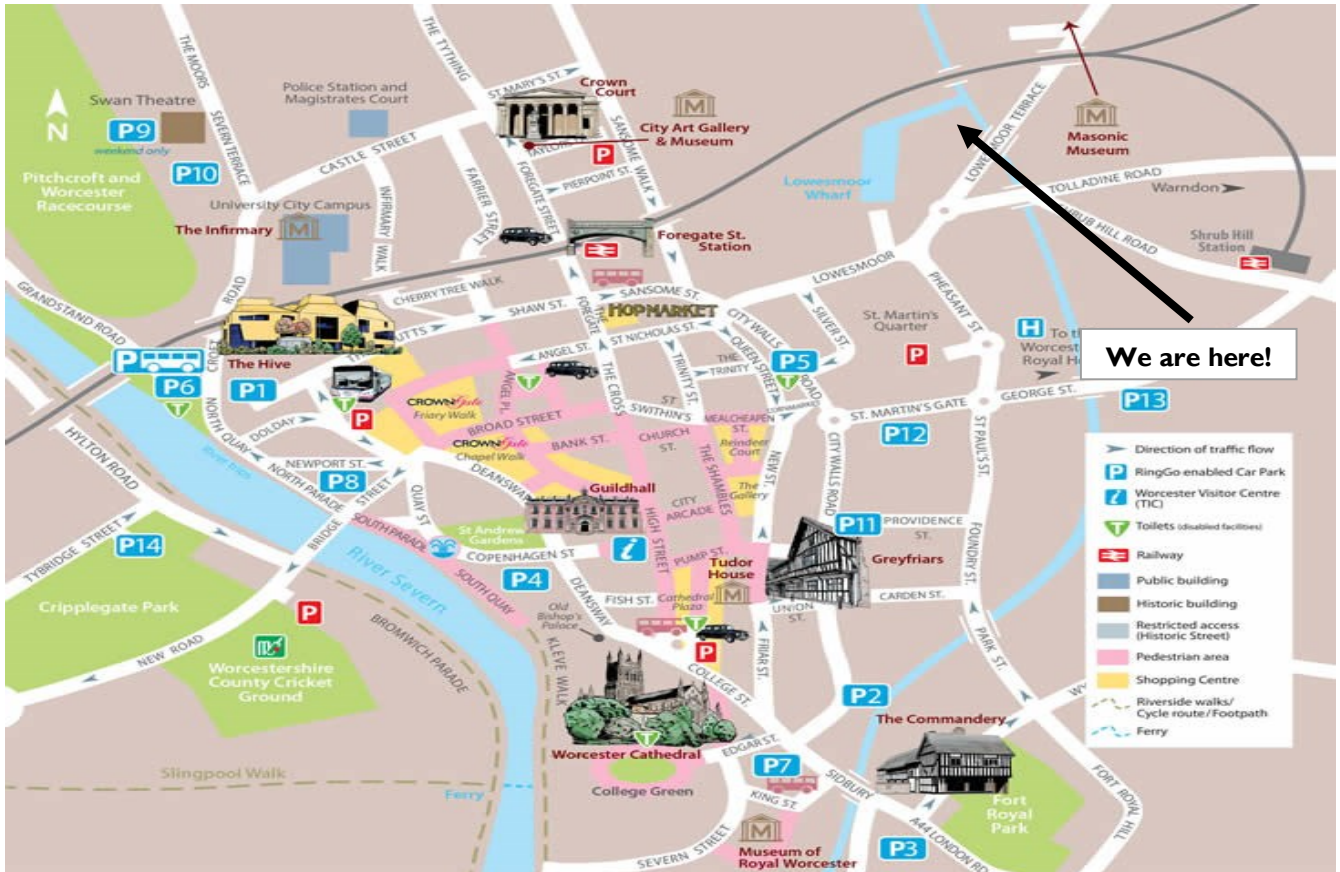 THE MOORS
THE TYTHING
ST. MARY'S ST.
Crown
Court
Police Station and
Magistrates Court
Swan Theatre
N
P9
weekend only
P10
SEVERN TERRACE
CASTLE STREET
M
City Art Gallery
& Museum
SANSOME WALK
P
PIERPOINT ST.
FOREGATE STREET
FARRIER STREET
INFIRMARY WALK
M
Masonic
Museum
LOWESMOOR TERRACE
Lowesmoor
Wharf
TOLLADINE ROAD
Warndon
SHRUB HILL ROAD
Shrub Hill
Station
Pitchcroft and
Worcester
Racecourse
University City Campus
The Infirmary
M
Foregate St.
Station
LOWESMOOR
PHEASANT ST
CHERRY TREE WALK
SHAW ST.
SANSOME ST.
HOPMARKET
THE FOREGATE
ST NICHOLAS ST.
CITY WALLS ROAD
SILVER ST.
St. Martin's
Quarter
P
H
We are here!
GRANDSTAND ROAD
The Hive
P
P6
T
P1
NORTH QUAY
DOLDAY
T
P
ANGEL ST.
ANGEL PL.
T
THE CROSS
TRINITY ST.
THE
TRINITY
QUEEN STREET
P5
T
CORNMARKET
CROWNGate
Friary Walk
BROAD STREET
CROWNGate
Chapel Walk
BANK ST.
ST
SWITHIN'S
CHURCH
ST.
MEALCHEAPEN
ST.
Reindeer
Court
The
Gallery
THE SHAMBLES
NEW ST.
ST. MARTIN'S GATE
GEORGE ST.
P12
P13
ST PAUL'S ST.
CITY WALLS ROAD
HYLTON ROAD
River trips
NORTH PARADE
NEWPORT ST.
P8
BRIDGE STREET
QUAY ST
DEANSWAY
Guildhall
St Andrew
Gardens
CITY
ARCADE
HIGH STREET
P11
PROVIDENCE
ST.
FOUNDRY ST.
Greyfriars
TYBRIDGE STREET
P14
SOUTH PARADE
COPENHAGEN ST
i
PUMP ST.
Tudor
House
M
Cripplegate Park
P
River Severn
SOUTH QUAY
P4
FISH ST.
Cathedral
Plaza
T
UNION
ST.
CARDEN ST.
Old
Bishop's
Palace
DEANSWAY
NEW ROAD
Worcestershire
County Cricket
Ground
BROMWICH PARADE
KLEVE WALK
P
COLLEGE ST.
FRIAR ST.
PARK ST.
P2
The Commandery
T
Worcester Cathedral
EDGAR ST.
P7
SIDBURY
College Green
KING ST.
Slingpool Walk
Ferry
M
Museum of
Royal Worcester
SEVERN STREET
P3
A44 LONDON RD
Fort
Royal
Park
FORT ROYAL HILL
Direction of traffic flow
P
RingGo enabled Car Park
i
Worcester Visitor Centre
(TIC)
T
Toilets (disabled facilities)
Railway
Public building
Historic building
Restricted access
(Historic Street)
Pedestrian area
Shopping Centre
Riverside walks/
Cycle route/Footpath
Ferry